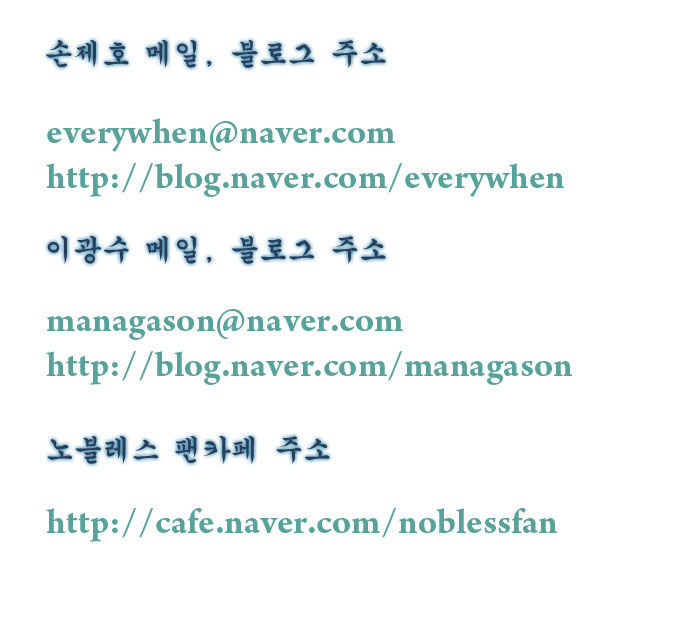 손제호 메일, 블로그 주소
everywhen@naver.com
http://blog.naver.com/everywhen
이광수 메일, 블로그 주소
managason@naver.com
http://blog.naver.com/managason
노블레스 팬카페 주소
http://cafe.naver.com/noblessfan